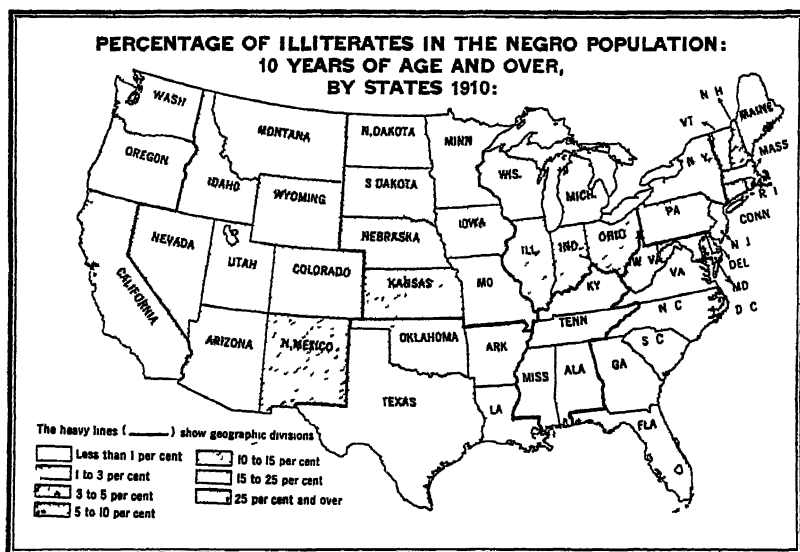 PERCENTAGE OF ILLITERATES IN THE NEGRO POPULATION:
10 YEARS OF AGE AND OVER,
BY STATES 1910:
WASH
MONTANA
N.DAKOTA
MINN
VT
N H
MAINE
OREGON
IDAHO
WYOMING
S DAKOTA
WIS.
MICH.
N Y.
MASS
R I
CONN
NEVADA
UTAH
COLORADO
NEBRASKA
IOWA
ILL
IND.
OHIO
PA
N J
DEL
MD
D C
CALIFORNIA
KANSAS
MO
KY
W VA
VA
ARIZONA
N.MEXICO
OKLAHOMA
ARK
TENN
N C
S C
TEXAS
LA
MISS
ALA
GA
FLA
The heavy lines ( ) show geographic divisions
Less than 1 per cent
1 to 3 per cent
3 to 5 per cent
5 to 10 per cent
10 to 15 per cent
15 to 25 per cent
25 per cent and over